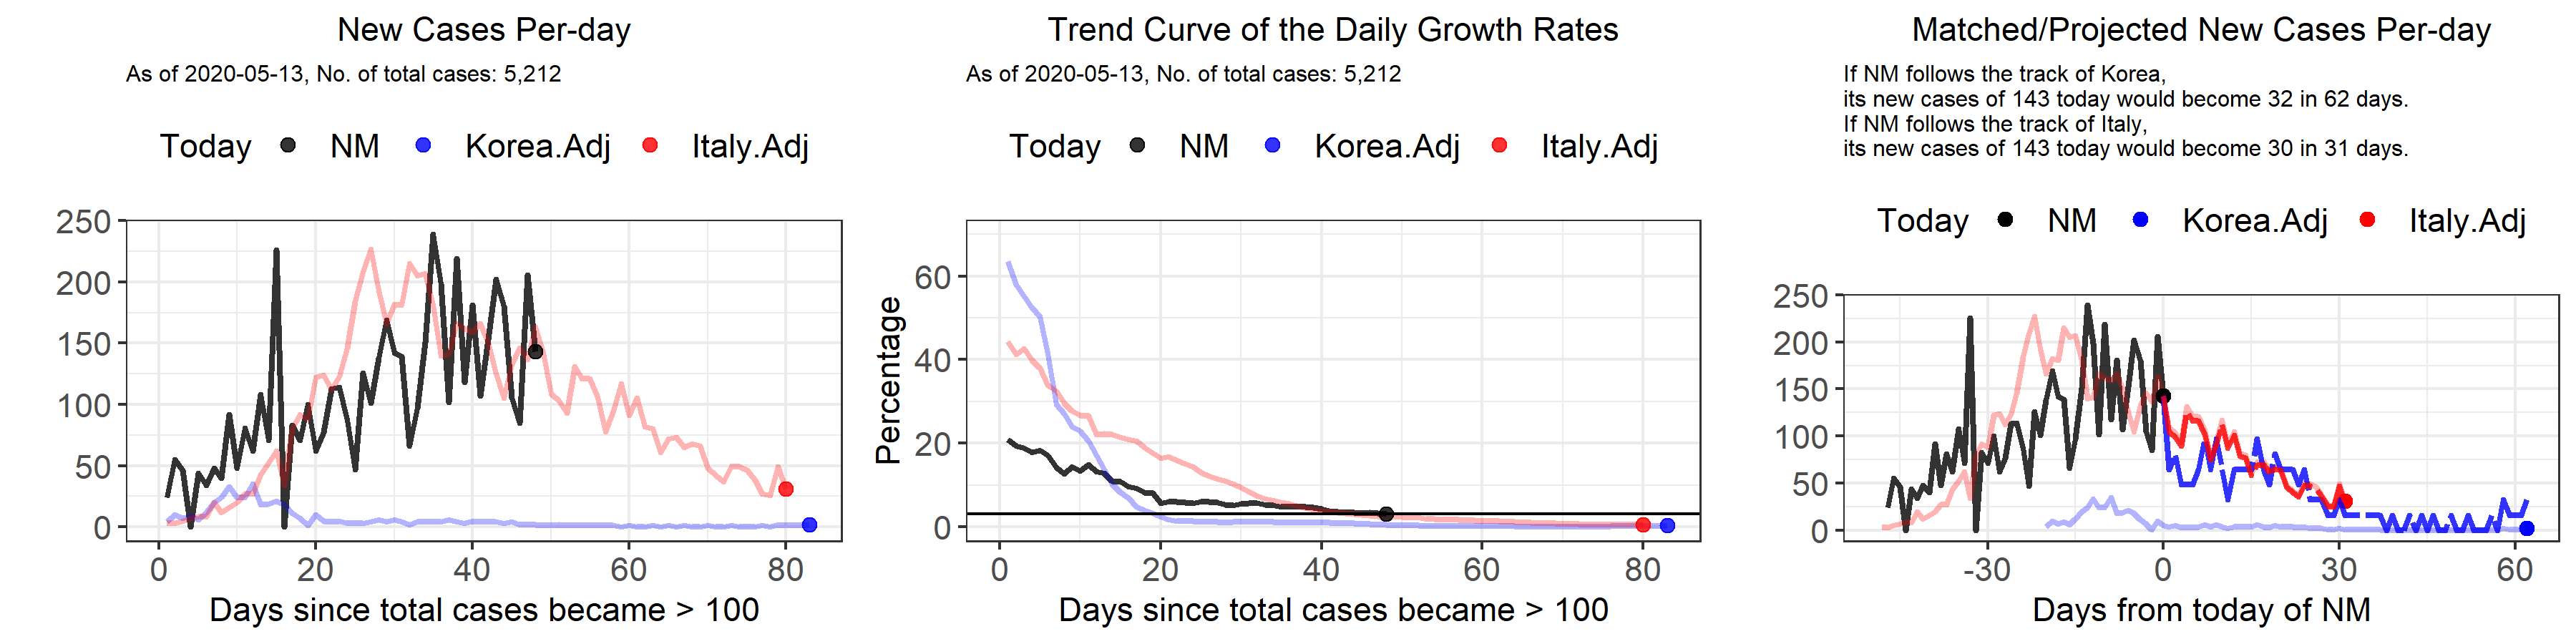 New Cases Per-day
As of 2020-05-13, No. of total cases: 5,212
Today NM Korea.Adj Italy.Adj
250
200
150
100
50
0
0 20 40 60 80
Days since total cases became > 100
Trend Curve of the Daily Growth Rates
As of 2020-05-13, No. of total cases: 5,212
Today NM Korea.Adj Italy.Adj
Percentage
60
40
20
0
0 20 40 60 80
Days since total cases became > 100
Matched/Projected New Cases Per-day
If NM follows the track of Korea,
its new cases of 143 today would become 32 in 62 days.
If NM follows the track of Italy,
its new cases of 143 today would become 30 in 31 days.
Today NM Korea.Adj Italy.Adj
250
200
150
100
50
0
-30 0 30 60
Days from today of NM